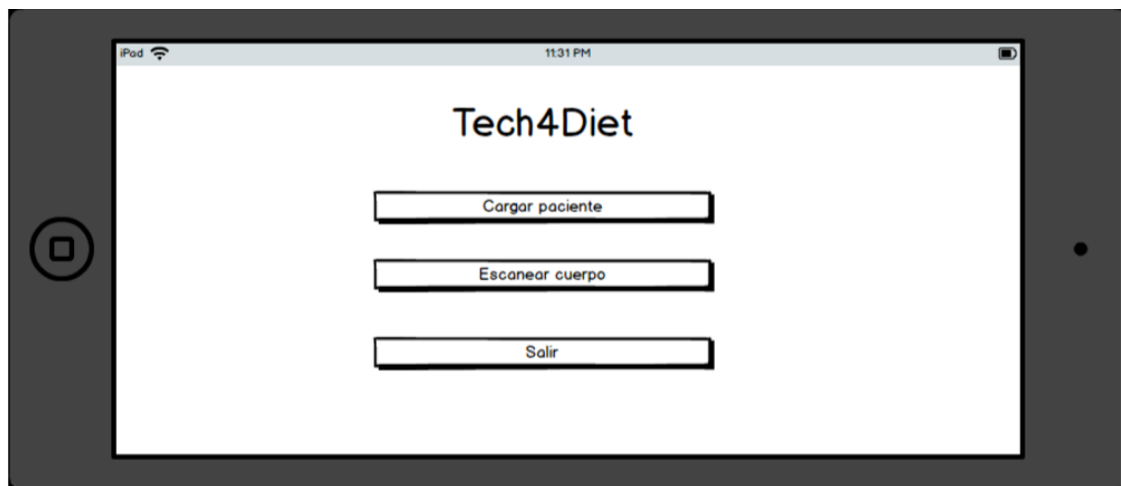 iPad 11:31 PM
Tech4Diet
Cargar paciente
Escanear cuerpo
Salir